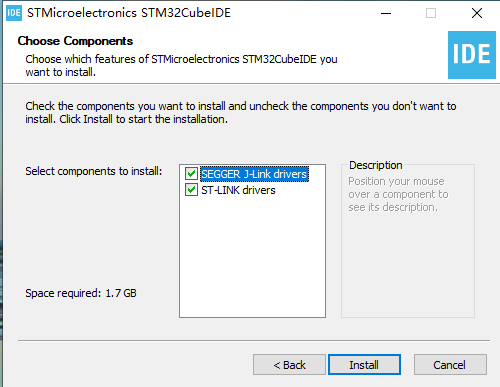 IDE STMicroelectronics STM32CubeIDE
Choose Components
Choose which features of STMicroelectronics STM32CubeIDE you
want to install.
IDE
Check the components you want to install and uncheck the components you don't want to
install. Click Install to start the installation.
Select components to install:
SEGGER J-Link drivers
ST-LINK drivers
Description
Position your mouse
over a component to
see its description.
Space required: 1.7 GB
< Back
Install
Cancel